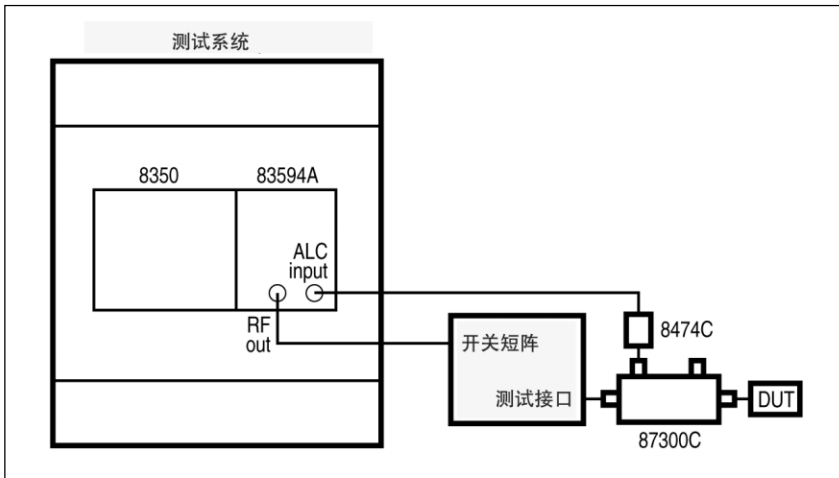 测试系统
8350
83594A
ALC
input
RF
out
8474C
开关短阵
测试接口
DUT
87300C